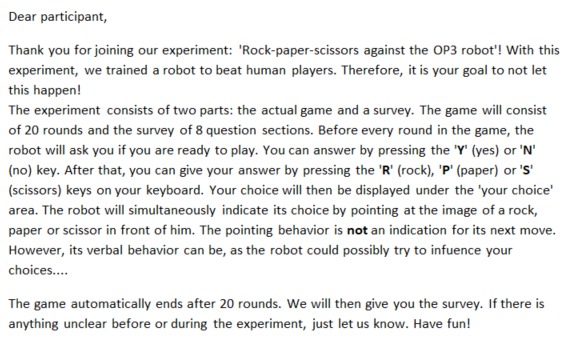 Dear participant,
Thank you for joining our experiment: 'Rock-paper-scissors against the OP3 robot'! With this
experiment, we trained a robot to beat human players. Therefore, it is your goal to not let
this happen!
The experiment consists of two parts: the actual game and a survey. The game will consist
of 20 rounds and the survey of 8 question sections. Before every round in the game, the
robot will ask you if you are ready to play. You can answer by pressing the 'Y' (yes) or 'N'
(no) key. After that, you can give your answer by pressing the 'R' (rock), 'P' (paper) or 'S'
(scissors) keys on your keyboard. Your choice will then be displayed under the 'your choice'
area. The robot will simultaneously indicate its choice by pointing at the image of a rock,
paper or scissor in front of him. The pointing behavior is not an indication for its next move.
However, its verbal behavior can be, as the robot could possibly try to infuence your
choices....
The game automatically ends after 20 rounds. We will then give you the survey. If there is
anything unclear before or during the experiment, just let us know. Have fun!